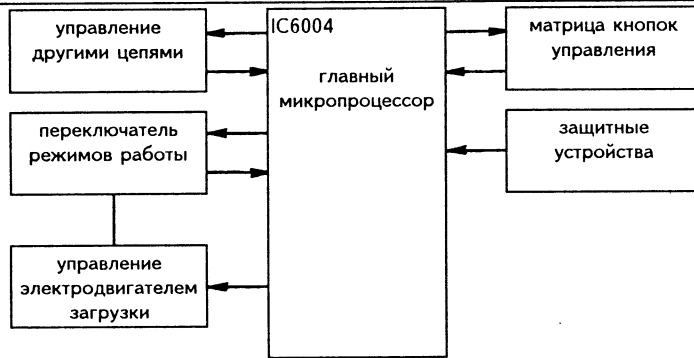 управление
другими цепями
переключатель
режимов работы
управление
электродвигателем
загрузки
IC6004
главный
микропроцессор
матрица кнопок
управления
защитные
устройства